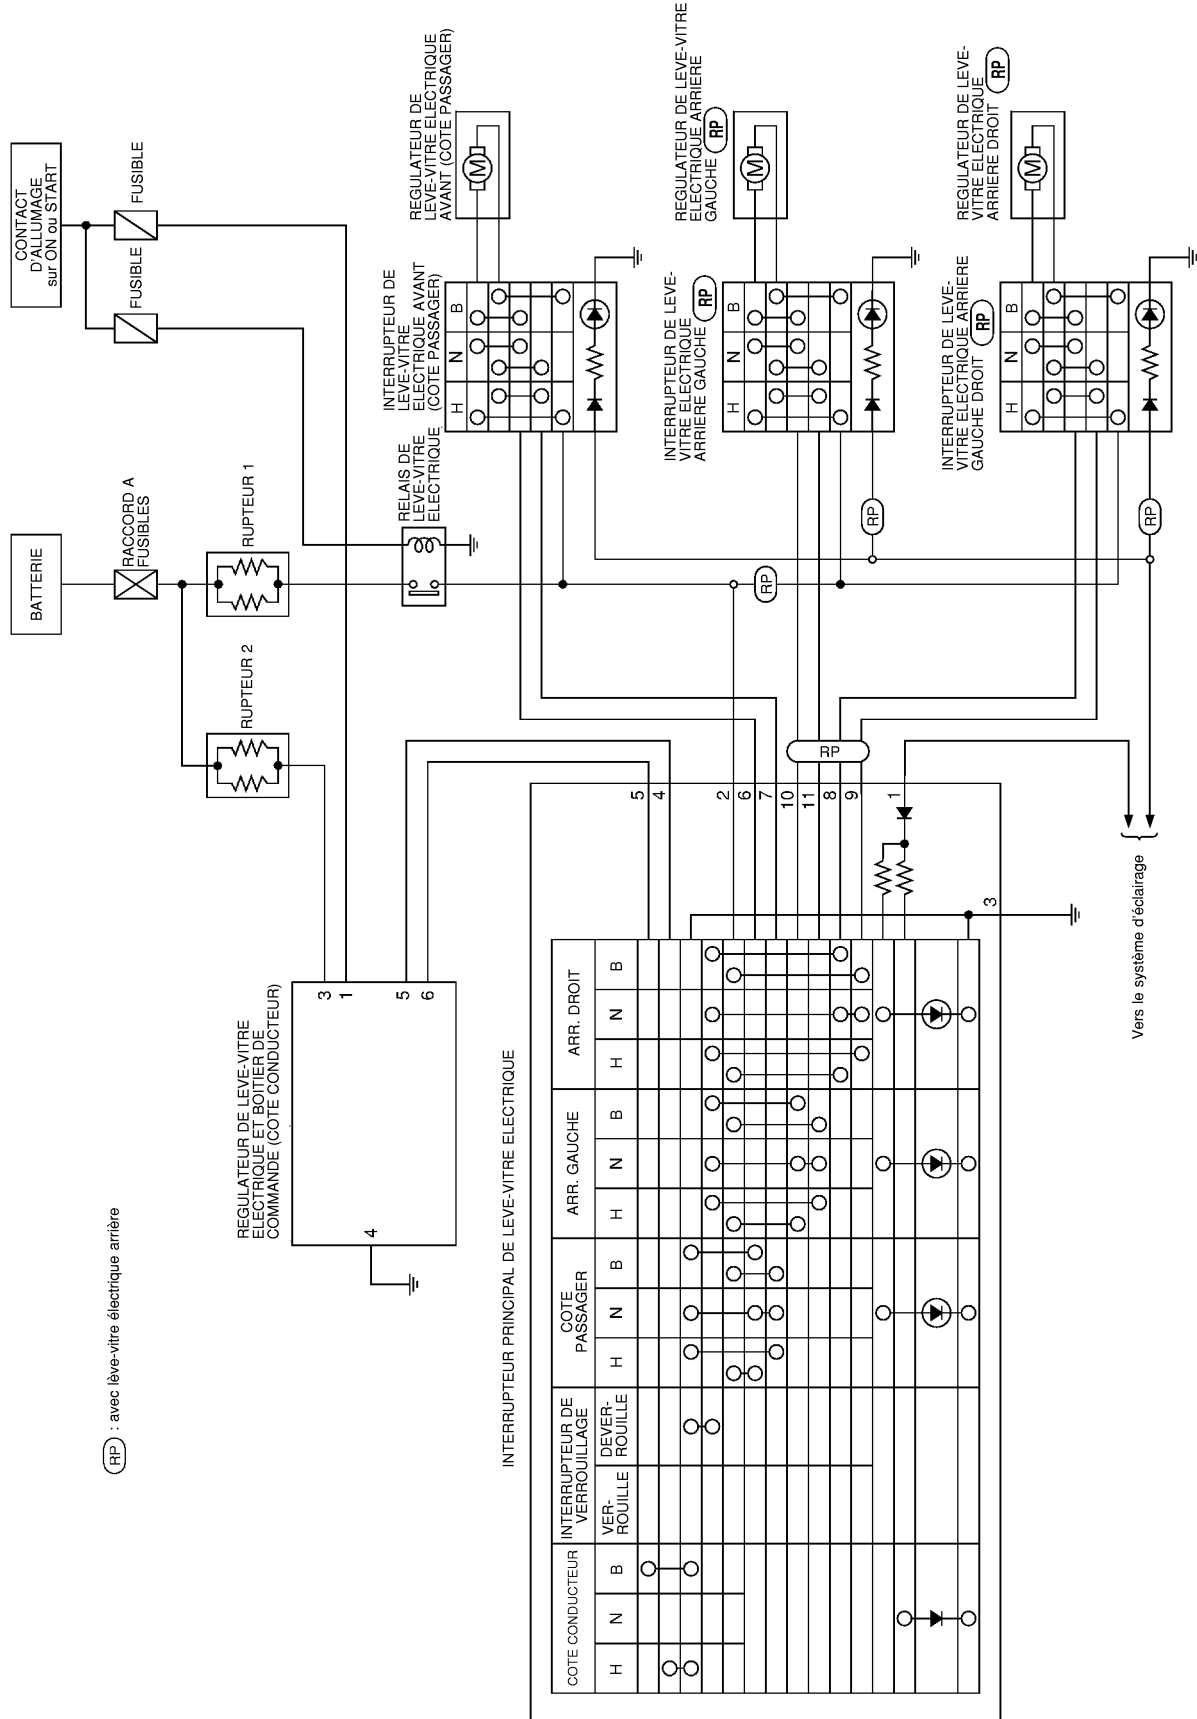 BATTERIE
RACCORD A
FUSIBLES
RUPTEUR 1
RUPTEUR 2
CONTACT
D'ALLUMAGE
sur ON ou START
FUSIBLE
FUSIBLE
RELAIS DE
LEVE-VITRE
ELECTRIQUE
INTERRUPTEUR DE
LEVE-VITRE
ELECTRIQUE AVANT
(COTE PASSAGER)
H
N
B
REGULATEUR DE
LEVE-VITRE ELECTRIQUE
AVANT (COTE PASSAGER)
M
INTERRUPTEUR DE LEVE-
VITRE ELECTRIQUE
ARRIERE GAUCHE RP
H
N
B
REGULATEUR DE LEVE-VITRE
ELECTRIQUE ARRIERE
GAUCHE RP
M
INTERRUPTEUR DE LEVE-
VITRE ELECTRIQUE ARRIERE
GAUCHE DROIT RP
H
N
B
REGULATEUR DE LEVE-
VITRE ELECTRIQUE
ARRIERE DROIT RP
M
RP
RP
RP
RP
REGULATEUR DE LEVE-VITRE
ELECTRIQUE ET BOITIER DE
COMMANDE (COTE CONDUCTEUR)
3
1
5
6
4
RP : avec lève-vitre électrique arrière
INTERRUPTEUR PRINCIPAL DE LEVE-VITRE ELECTRIQUE
5
4
2
6
7
10
11
8
9
1
3
COTE CONDUCTEUR
H
N
B
INTERRUPTEUR DE
VERROUILLAGE
VER-
ROUILLE
DEVER-
ROUILLE
COTE
PASSAGER
H
N
B
ARR. GAUCHE
H
N
B
ARR. DROIT
H
N
B
Vers le système d'éclairage